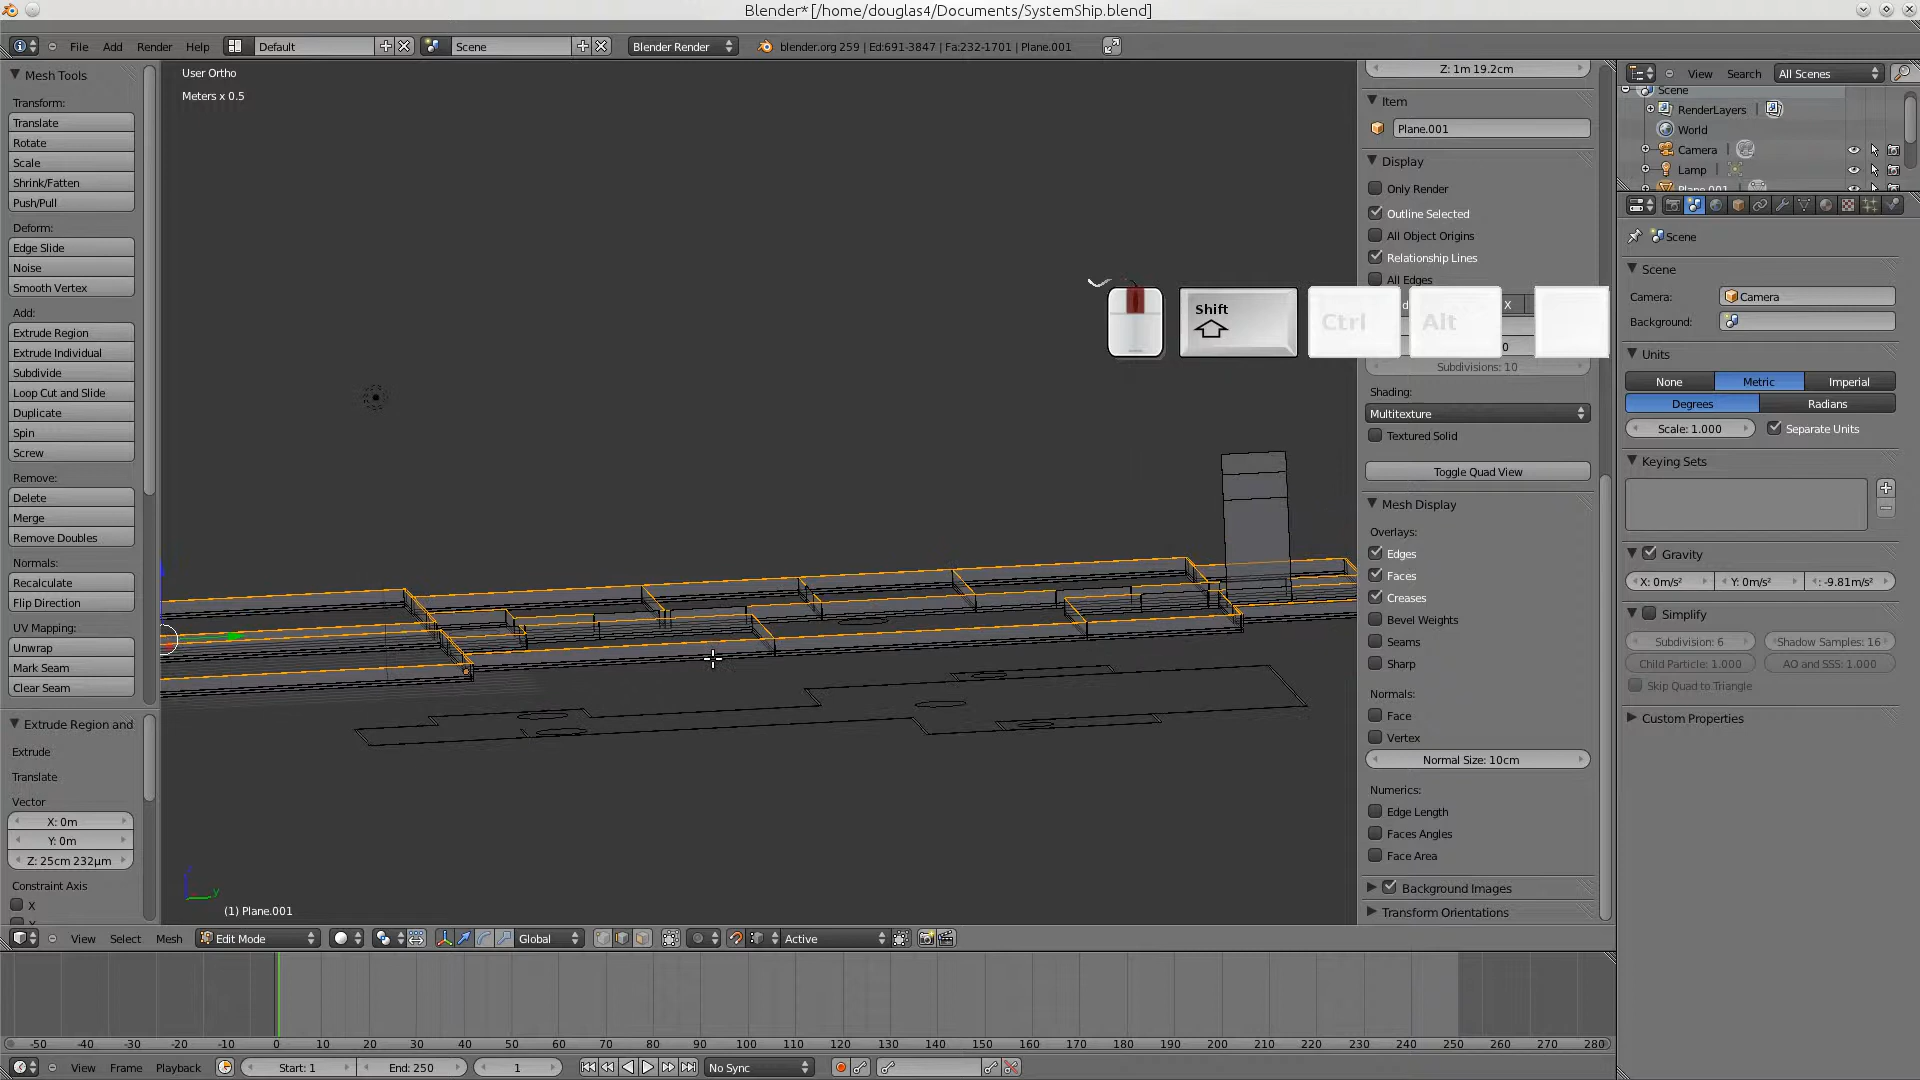 Blender* [/home/douglas4/Documents/SystemShip.blend]
File Add Render Help Default Scene Blender Render blender.org 259 | Ed:691-3847 | Fa:232-1701 | Plane.001
Mesh Tools
Transform:
Translate
Rotate
Scale
Shrink/Fatten
Push/Pull
Deform:
Edge Slide
Noise
Smooth Vertex
Add:
Extrude Region
Extrude Individual
Subdivide
Loop Cut and Slide
Duplicate
Spin
Screw
Remove:
Delete
Merge
Remove Doubles
Normals:
Recalculate
Flip Direction
UV Mapping:
Unwrap
Mark Seam
Clear Seam
Extrude Region and
Extrude
Translate
Vector
X: 0m
Y: 0m
Z: 25cm 232µm
Constraint Axis
X
User Ortho
Meters x 0.5
Shift
Ctrl
Alt
(1) Plane.001
View Select Mesh Edit Mode Global Active
Z: 1m 19.2cm
Item
Plane.001
Display
Only Render
Outline Selected
All Object Origins
Relationship Lines
All Edges
X
0
Subdivisions: 10
Shading:
Multitexture
Textured Solid
Toggle Quad View
Mesh Display
Overlays:
Edges
Faces
Creases
Bevel Weights
Seams
Sharp
Normals:
Face
Vertex
Normal Size: 10cm
Numerics:
Edge Length
Faces Angles
Face Area
Background Images
Transform Orientations
View Search All Scenes
Scene
RenderLayers
World
Camera
Lamp
Plane.001
Scene
Scene
Camera: Camera
Background:
Units
None Metric Imperial
Degrees Radians
Scale: 1.000 Separate Units
Keying Sets
Gravity
X: 0m/s² Y: 0m/s² : -9.81m/s²
Simplify
Subdivision: 6 Shadow Samples: 16
Child Particle: 1.000 AO and SSS: 1.000
Skip Quad to Triangle
Custom Properties
-50 -40 -30 -20 -10 0 10 20 30 40 50 60 70 80 90 100 110 120 130 140 150 160 170 180 190 200 210 220 230 240 250 260 270 280
View Frame Playback Start: 1 End: 250 1 No Sync